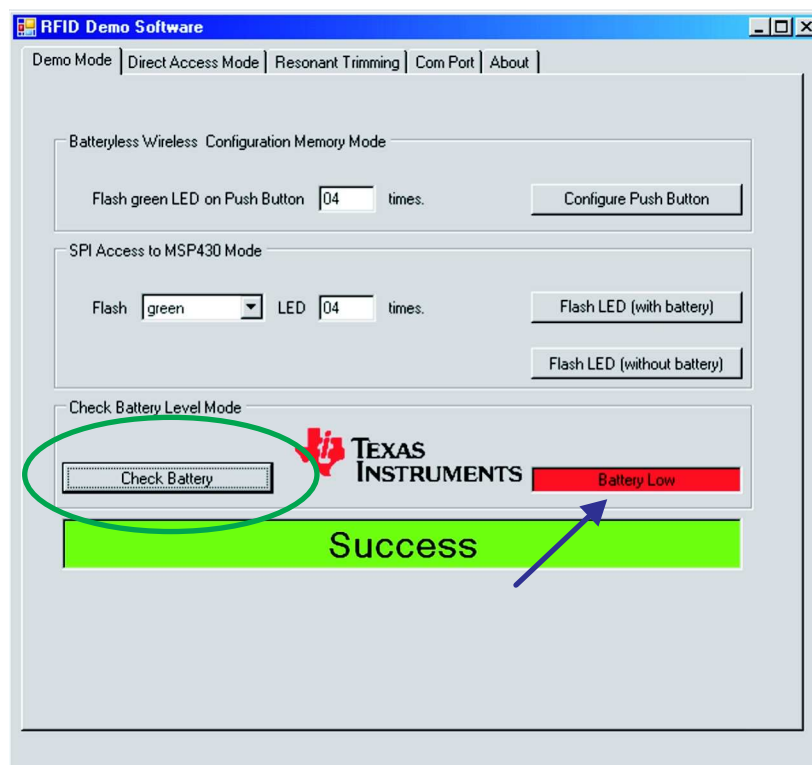 RFID Demo Software
Demo Mode Direct Access Mode Resonant Trimming Com Port About
Batteryless Wireless Configuration Memory Mode
Flash green LED on Push Button 04 times. Configure Push Button
SPI Access to MSP430 Mode
Flash green LED 04 times. Flash LED (with battery)
Flash LED (without battery)
Check Battery Level Mode
Check Battery
TEXAS
INSTRUMENTS
Battery Low
Success